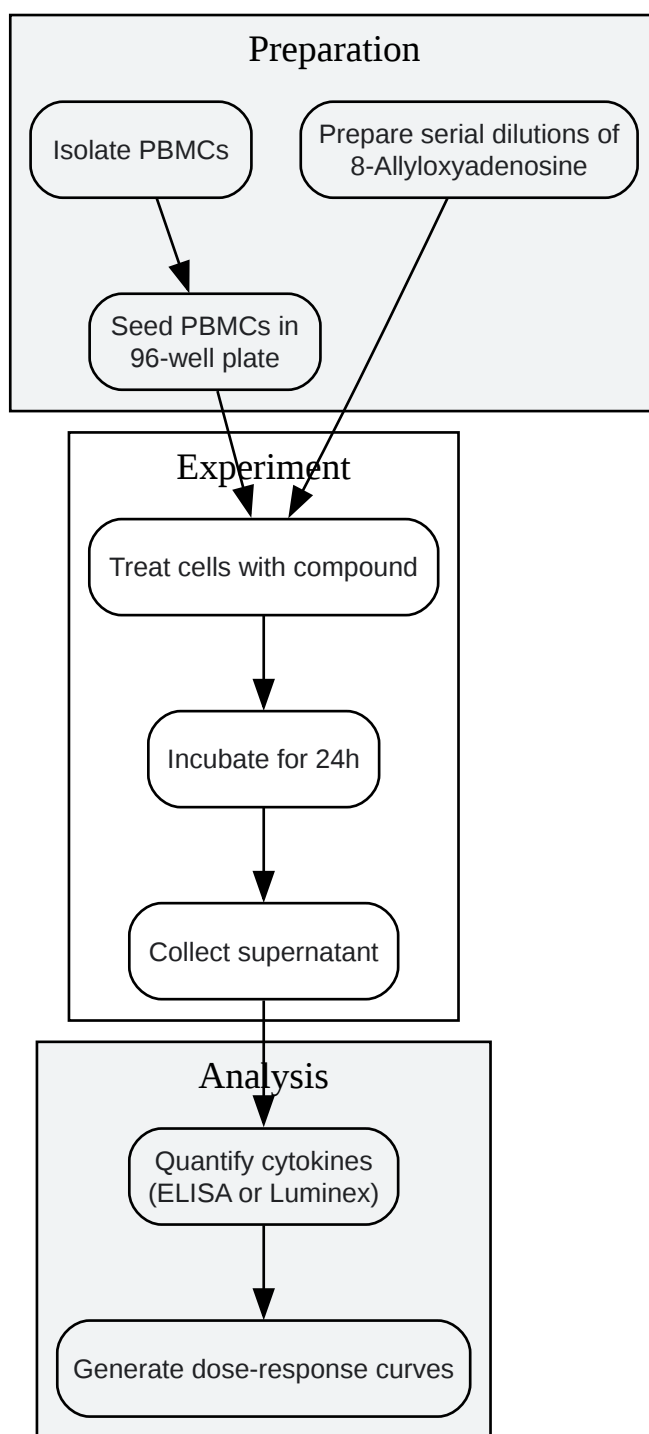 Preparation
Isolate PBMCs
Prepare serial dilutions of
8-Allyloxyadenosine
Seed PBMCs in
96-well plate
Experiment
Treat cells with compound
Incubate for 24h
Collect supernatant
Analysis
Quantify cytokines
(ELISA or Luminex)
Generate dose-response curves